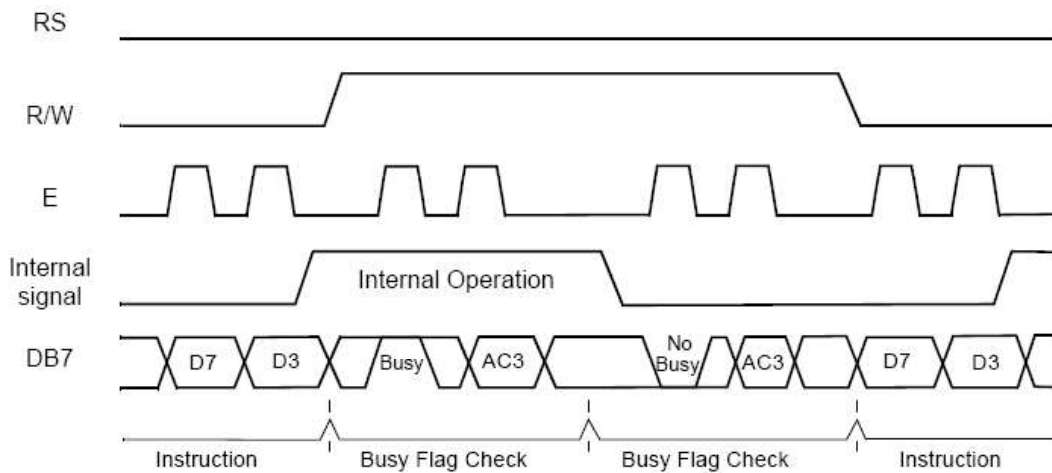 RS
R/W
E
Internal
signal
Internal Operation
DB7
D7
D3
Busy
AC3
No
Busy
AC3
D7
D3
Instruction
Busy Flag Check
Busy Flag Check
Instruction